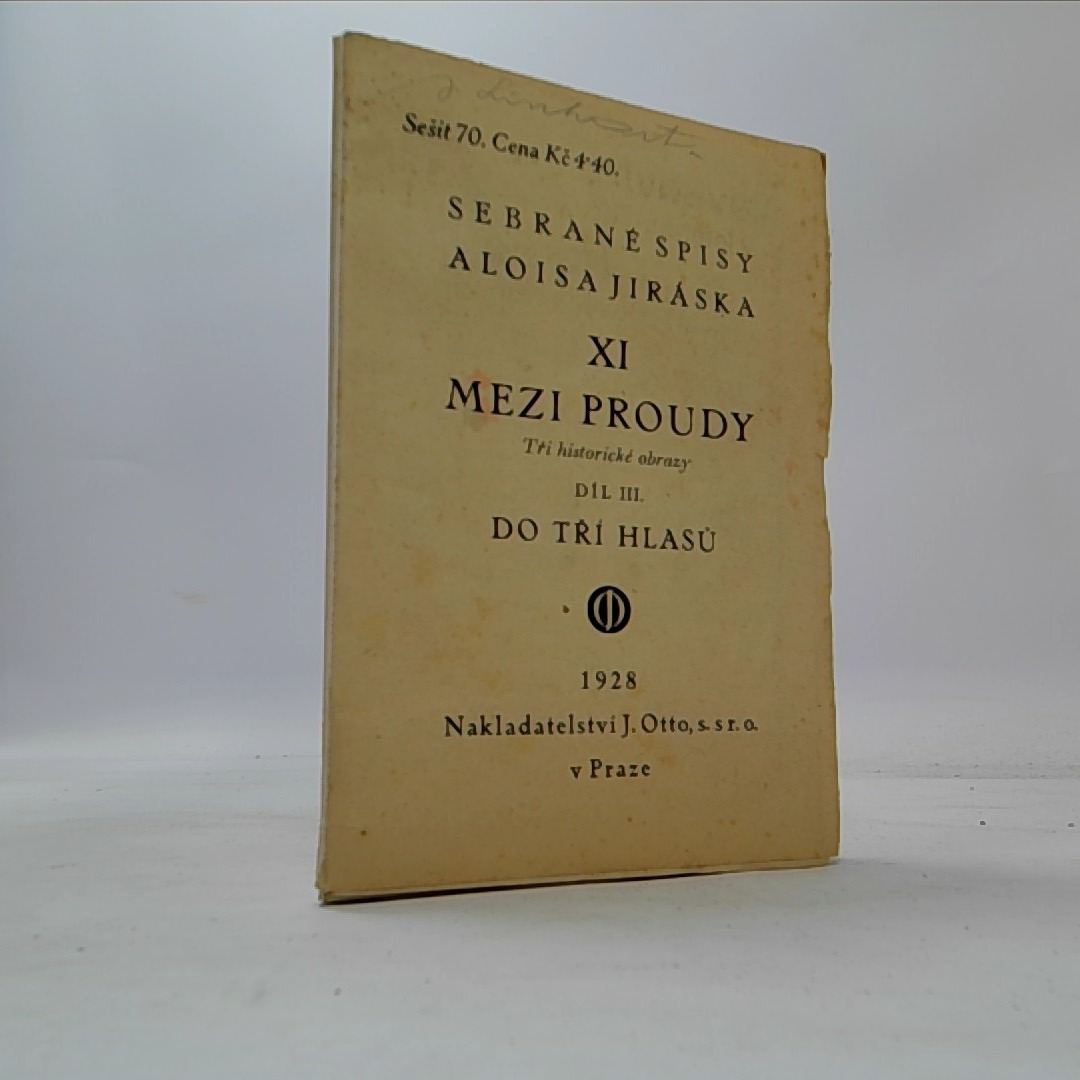 Sešit 70. Cena Kč 4·40.
SEBRANÉ SPISY
ALOISA JIRÁSKA
XI
MEZI PROUDY
Tři historické obrazy
DÍL III.
DO TŘÍ HLASŮ
1928
Nakladatelství J. Otto, s. s r. o.
v Praze